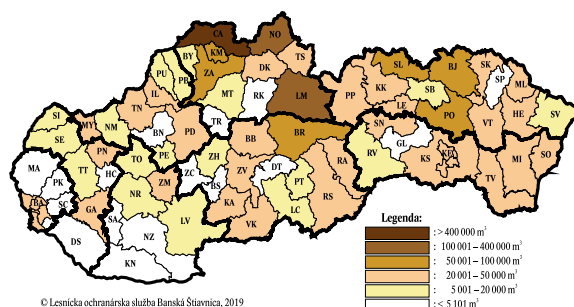 CA NO
BY KM TS
PU PB ZA DK SL BJ SK
SP
IL MT RK LM PP KK SB ML
TN LE PO HE SV
SI MY NM BN PD TR BR SN VT
SE PE BB GL
PN TO ZH DT RA RV KS
MA TT HC ZC ZV MI SO
PK BS PT TV
SC NR ZM KA LC RS
BA GA SA LV VK
DS NZ
KN
Legenda:
: > 400 000 m³
: 100 001 – 400 000 m³
: 50 001 – 100 000 m³
: 20 001 – 50 000 m³
: 5 001 – 20 000 m³
: < 5 101 m³
© Lesnícka ochranárska služba Banská Štiavnica, 2019